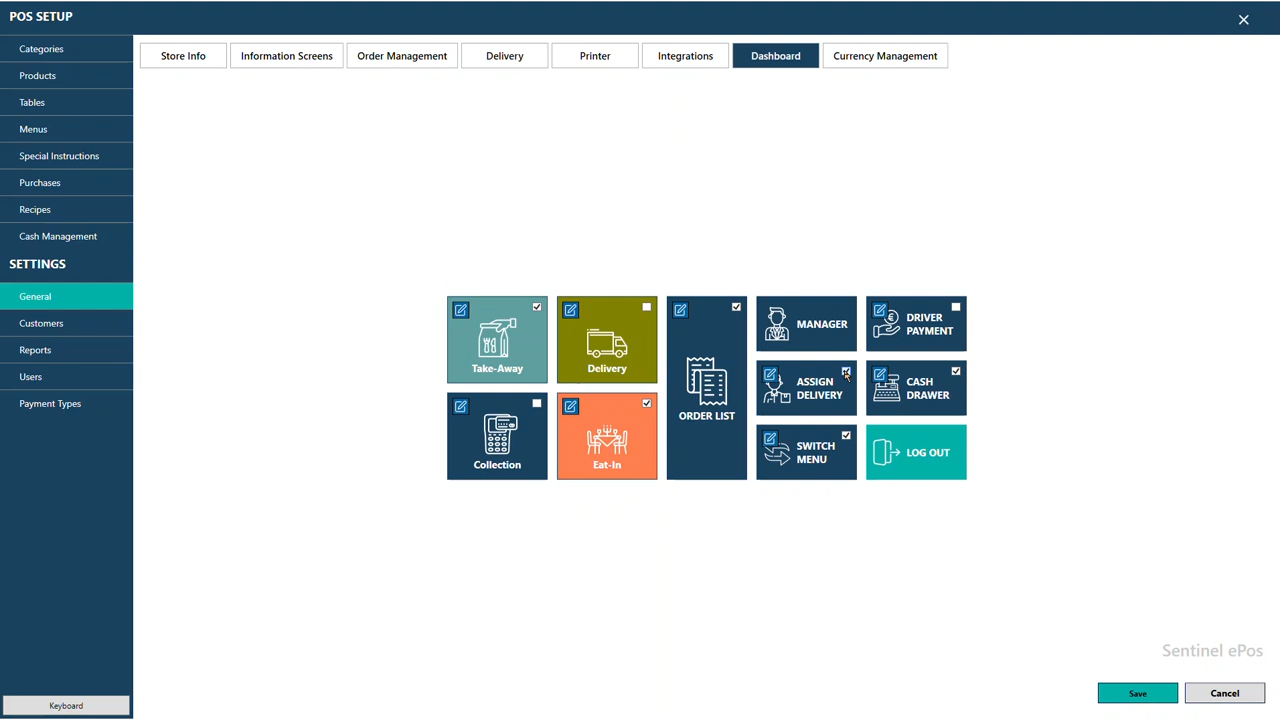 POS SETUP
Categories
Products
Tables
Menus
Special Instructions
Purchases
Recipes
Cash Management
SETTINGS
General
Customers
Reports
Users
Payment Types
Keyboard
Store Info
Information Screens
Order Management
Delivery
Printer
Integrations
Dashboard
Currency Management
Take-Away
Delivery
Collection
Eat-In
ORDER LIST
MANAGER
DRIVER
PAYMENT
ASSIGN
DELIVERY
CASH
DRAWER
SWITCH
MENU
LOG OUT
Sentinel ePos
Save
Cancel